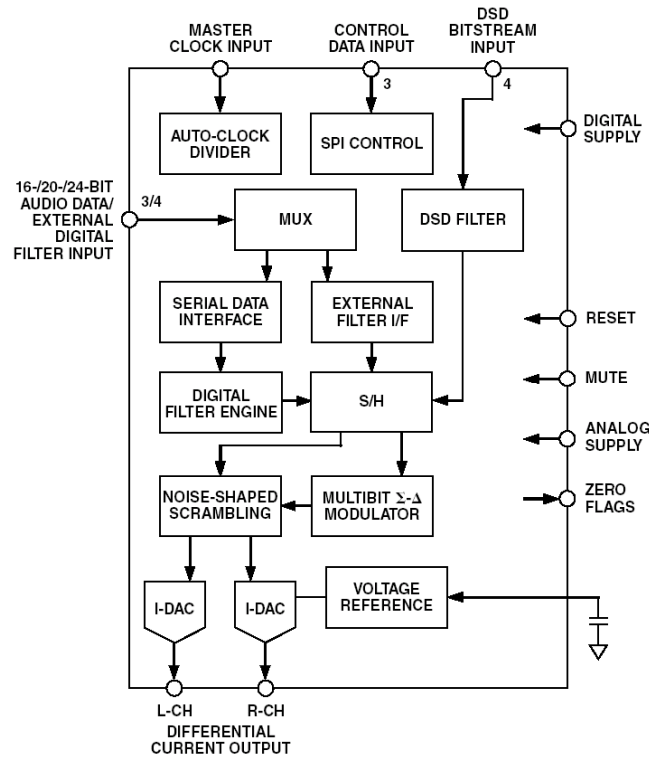 MASTER
CLOCK INPUT
CONTROL
DATA INPUT
DSD
BITSTREAM
INPUT
3
4
AUTO-CLOCK
DIVIDER
SPI CONTROL
DIGITAL
SUPPLY
16-/20-/24-BIT
AUDIO DATA/
EXTERNAL
DIGITAL
FILTER INPUT
3/4
MUX
DSD FILTER
SERIAL DATA
INTERFACE
EXTERNAL
FILTER I/F
RESET
DIGITAL
FILTER ENGINE
S/H
MUTE
ANALOG
SUPPLY
NOISE-SHAPED
SCRAMBLING
MULTIBIT Σ-Δ
MODULATOR
ZERO
FLAGS
I-DAC
I-DAC
VOLTAGE
REFERENCE
L-CH
R-CH
DIFFERENTIAL
CURRENT OUTPUT